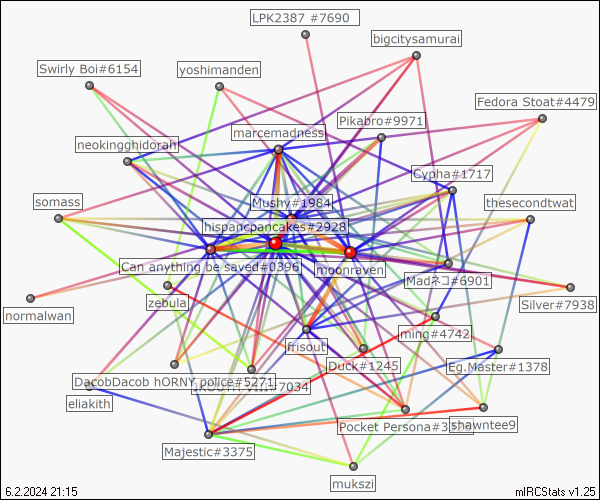 LPK2387 #7690
bigcitysamurai
Swirly Boi#6154
yoshimanden
Fedora Stoat#4479
Pikabro#9971
marcemadness
neokingghidorah
Cypha#1717
Mushy#1984
somass
thesecondtwat
hispancpancakes#2928
Can anything be saved#0396
moonraven
Madネコ#6901
zebula
Silver#7938
normalwan
ming#4742
frisout
Duck#1245
Eg.Master#1378
DacobDacob hORNY police#5271
#7034
eliakith
Pocket Persona#3
shawntee9
Majestic#3375
mukszi
6.2.2024 21:15
mIRCStats v1.25